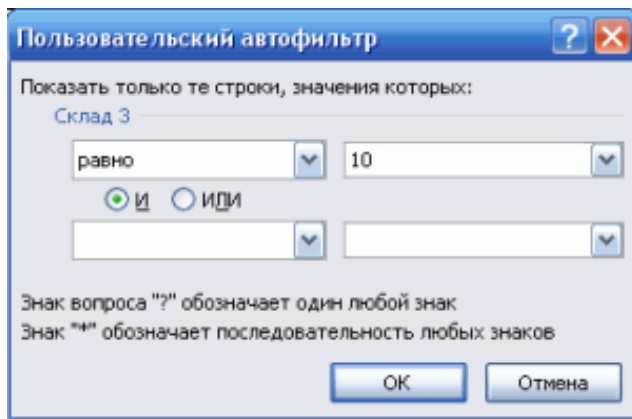 Пользовательский автофильтр
Показать только те строки, значения которых:
Склад 3
равно 10
И ИЛИ
Знак вопроса "?" обозначает один любой знак
Знак "*" обозначает последовательность любых знаков
ОК Отмена